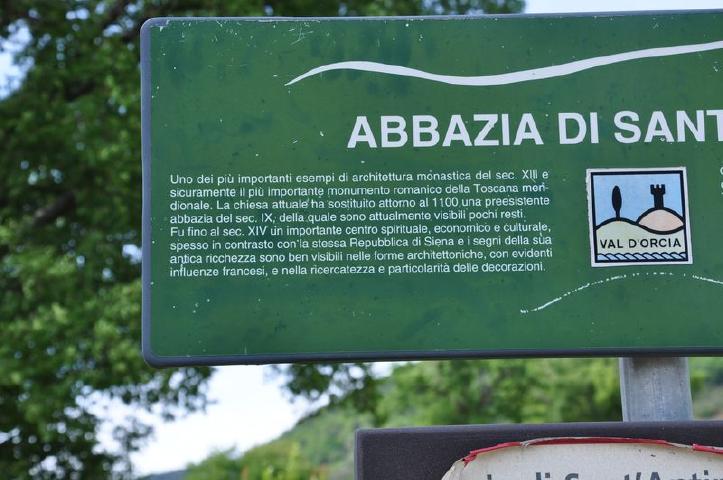 ABBAZIA DI SANT
Uno dei più importanti esempi di architettura monastica del sec. XII e
sicuramente il più importante monumento romanico della Toscana meri-
dionale. La chiesa attuale ha sostituito attorno al 1100 una preesistente
abbazia del sec. IX, della quale sono attualmente visibili pochi resti.
Fu fino al sec. XIV un importante centro spirituale, economico e culturale,
spesso in contrasto con la stessa Repubblica di Siena e i segni della sua
antica ricchezza sono ben visibili nelle forme architettoniche, con evidenti
influenze francesi, e nella ricercatezza e particolarità delle decorazioni.
VAL D'ORCIA
di Sant'Anti